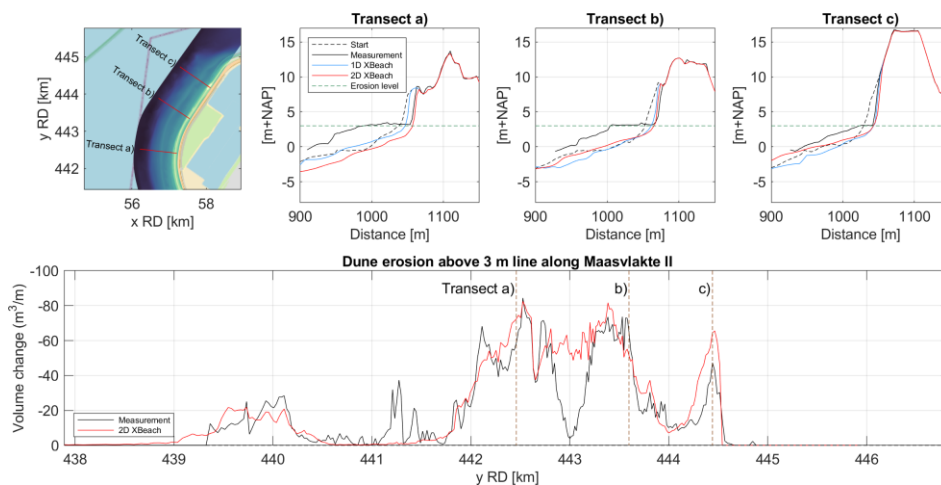 Transect a)
Transect b)
Transect c)
445
444
443
442
y RD [km]
56
58
x RD [km]
Transect c)
Transect b)
Transect a)
15
10
5
0
-5
[m+NAP]
Start
Measurement
1D XBeach
2D XBeach
Erosion level
900
1000
1100
Distance [m]
15
10
5
0
-5
[m+NAP]
900
1000
1100
Distance [m]
15
10
5
0
-5
[m+NAP]
900
1000
1100
Distance [m]
Dune erosion above 3 m line along Maasvlakte II
-100
-80
-60
-40
-20
0
Volume change (m³/m)
Transect a)
b)
c)
Measurement
2D XBeach
438
439
440
441
442
443
444
445
446
y RD [km]